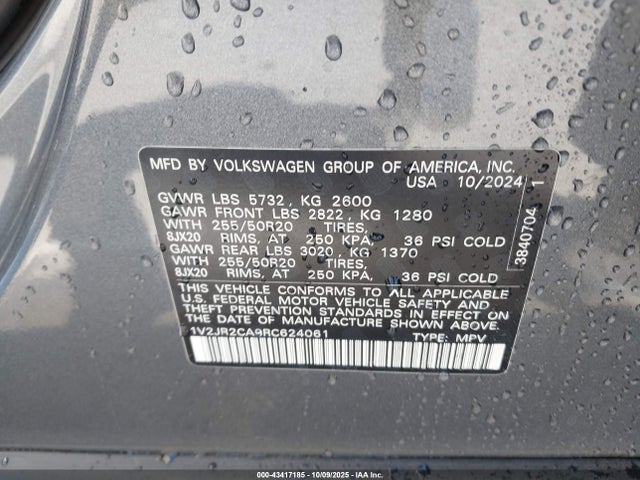 MFD BY VOLKSWAGEN GROUP OF AMERICA, INC.
USA 10/2024
GVWR LBS 5732 , KG 2600
GAWR FRONT LBS 2822 , KG 1280
WITH 255/50R20 TIRES,
8JX20 RIMS, AT 250 KPA, 36 PSI COLD
GAWR REAR LBS 3020 , KG 1370
WITH 255/50R20 TIRES,
8JX20 RIMS, AT 250 KPA, 36 PSI COLD
THIS VEHICLE CONFORMS TO ALL APPLICABLE
U.S. FEDERAL MOTOR VEHICLE SAFETY AND
THEFT PREVENTION STANDARDS IN EFFECT ON
THE DATE OF MANUFACTURE SHOWN ABOVE
1V2JR2CA9RC624061 TYPE: MPV
3840704 1
000-43417185 - 10/09/2025 - IAA Inc.